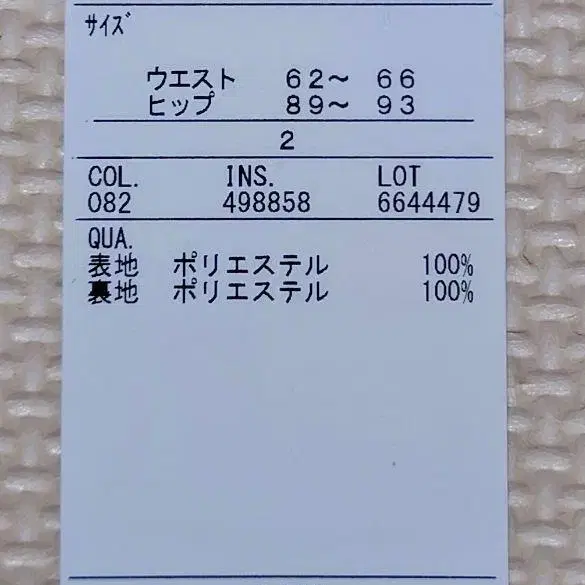 サイズ
ウエスト 62〜 66
ヒップ 89〜 93
2
COL. INS. LOT
082 498858 6644479
QUA.
表地 ポリエステル 100%
裏地 ポリエステル 100%